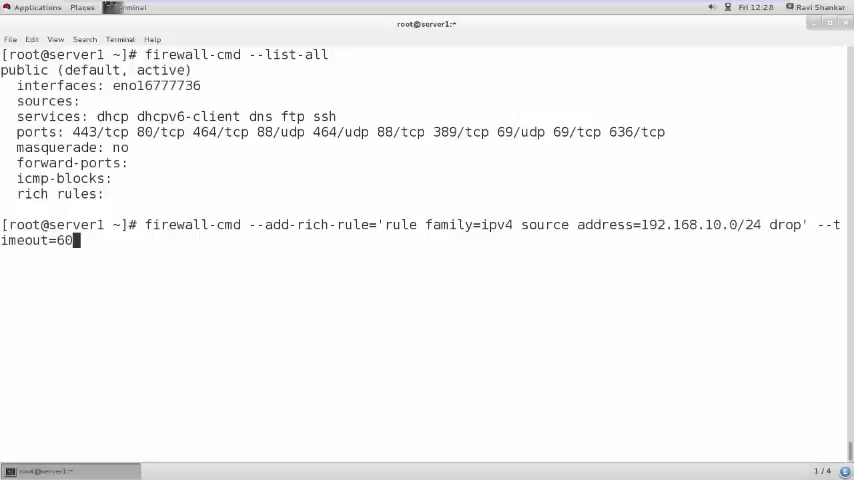 Applications Places Terminal Fri 12:28 Ravi Shankar
root@server1:~
File Edit View Search Terminal Help
[root@server1 ~]# firewall-cmd --list-all
public (default, active)
  interfaces: eno16777736
  sources:
  services: dhcp dhcpv6-client dns ftp ssh
  ports: 443/tcp 80/tcp 464/tcp 88/udp 464/udp 88/tcp 389/tcp 69/udp 69/tcp 636/tcp
  masquerade: no
  forward-ports:
  icmp-blocks:
  rich rules:
[root@server1 ~]# firewall-cmd --add-rich-rule='rule family=ipv4 source address=192.168.10.0/24 drop' --t
imeout=60
root@server1:~ 1 / 4